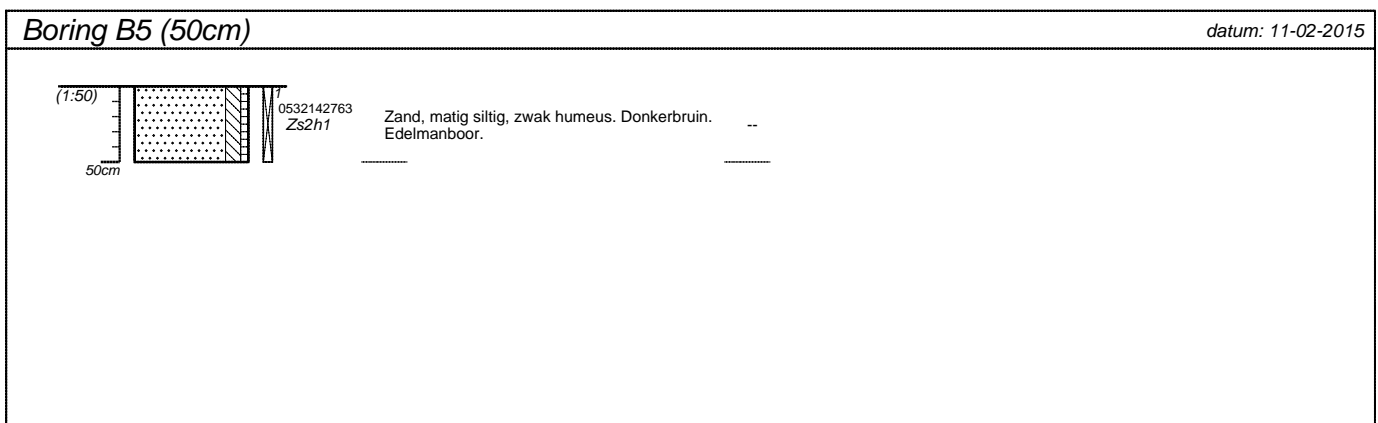 Boring B5 (50cm)
datum: 11-02-2015
(1:50)
1
0532142763
Zs2h1
Zand, matig siltig, zwak humeus. Donkerbruin.
Edelmanboor.
--
50cm